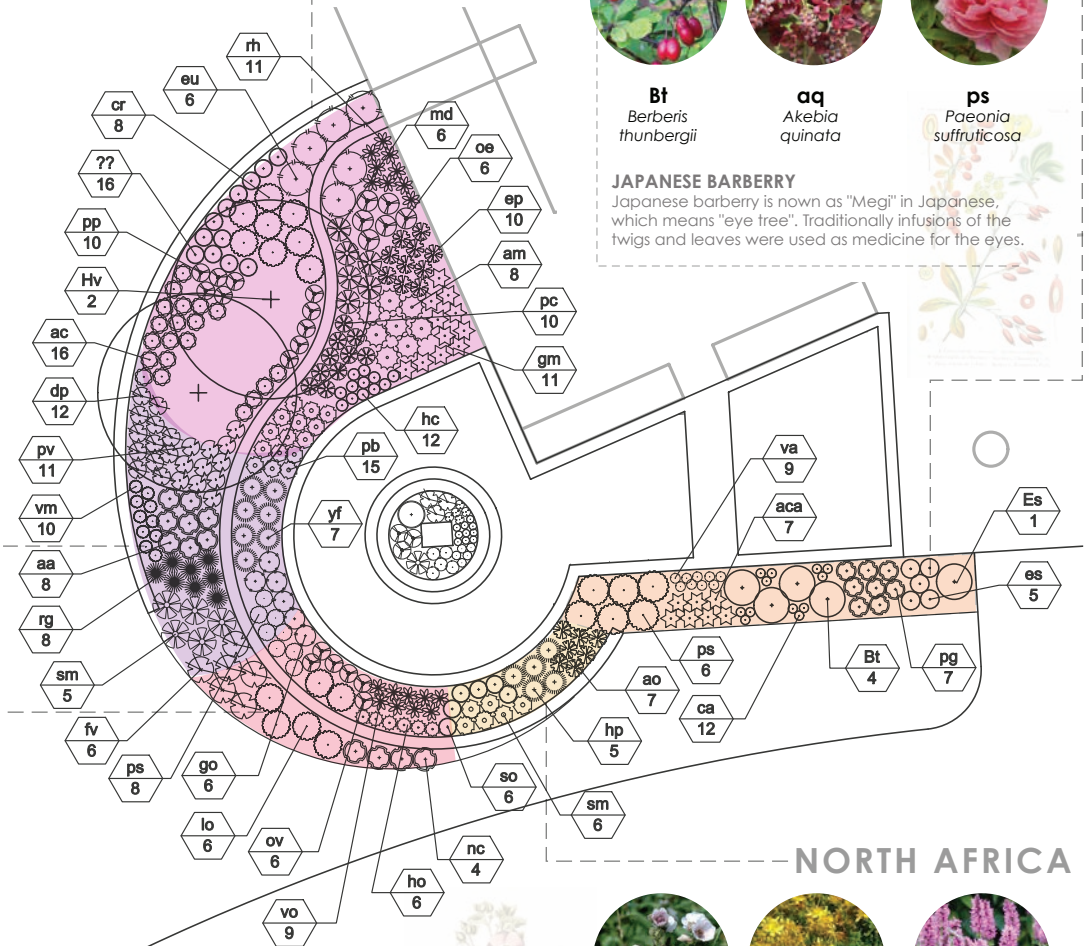 rh
11
eu
6
cr
8
??
16
pp
10
Hv
2
ac
16
dp
12
pv
11
vm
10
aa
8
rg
8
sm
5
fv
6
ps
8
go
6
lo
6
ov
6
vo
9
ho
6
nc
4
so
6
sm
6
hp
5
ao
7
ca
12
ps
6
Bt
4
pg
7
es
5
Es
1
aca
7
va
9
md
6
oe
6
ep
10
am
8
pc
10
gm
11
hc
12
pb
15
yf
7
Bt
Berberis
thunbergii
aq
Akebia
quinata
ps
Paeonia
suffruticosa
JAPANESE BARBERRY
Japanese barberry is nown as "Megi" in Japanese,
which means "eye tree". Traditionally infusions of the
twigs and leaves were used as medicine for the eyes.
NORTH AFRICA